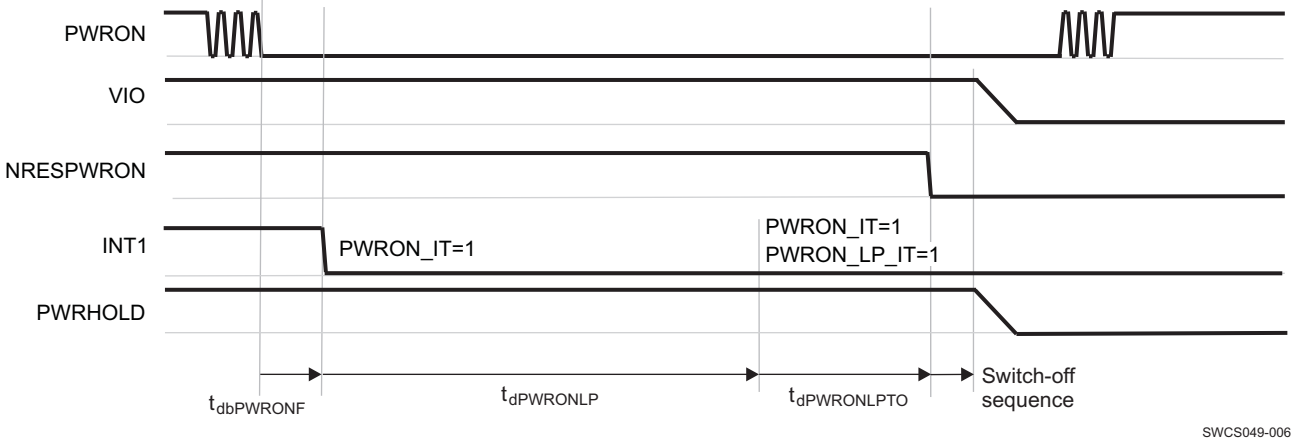 PWRON
VIO
NRESPWRON
INT1
PWRON_IT=1
PWRON_IT=1
PWRON_LP_IT=1
PWRHOLD
tdbPWRONF
tdPWRONLP
tdPWRONLPTO
Switch-off
sequence
SWCS049-006